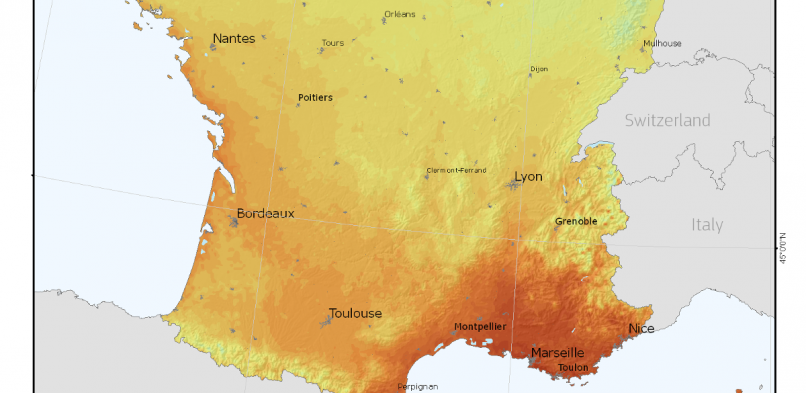 Orléans
Nantes
Tours
Mulhouse
Dijon
Poitiers
Switzerland
Clermont-Ferrand
Lyon
Bordeaux
Grenoble
Italy
45°0'0"N
Toulouse
Montpellier
Nice
Marseille
Toulon
Perpignan